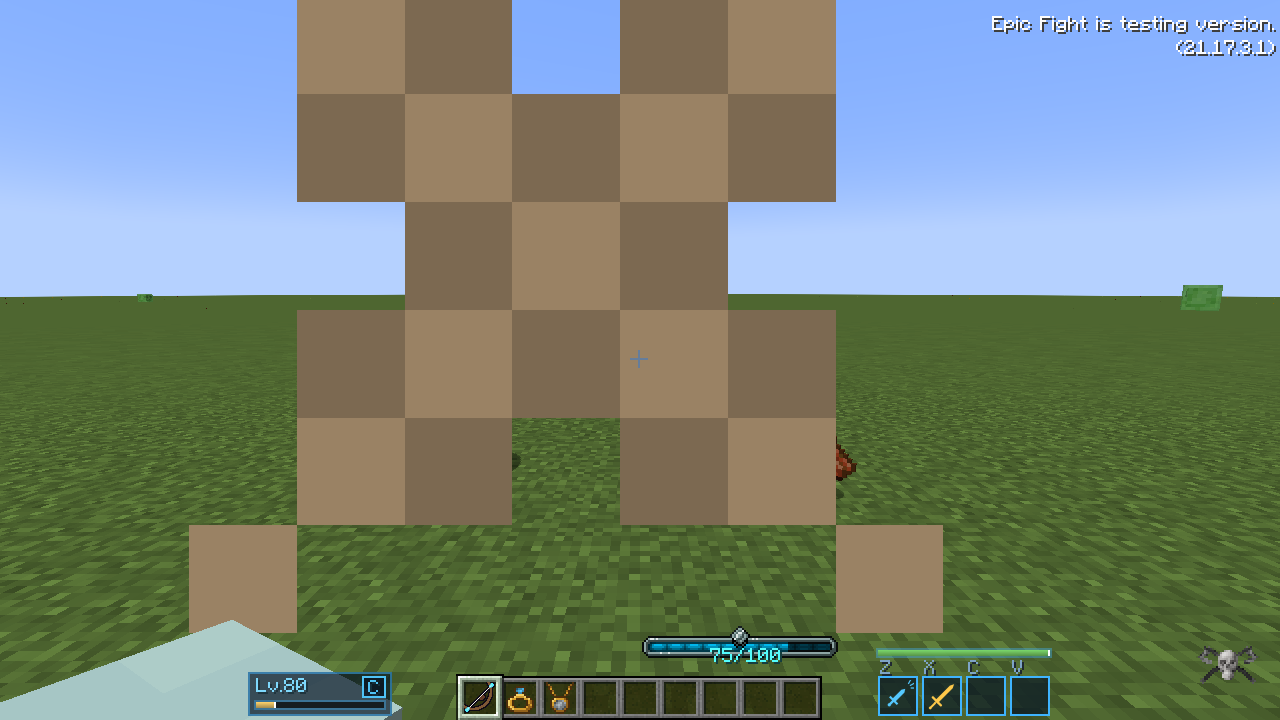 Epic Fight is testing version.
(21.17.3.1)
75/100
Z X C V
Lv.80 C